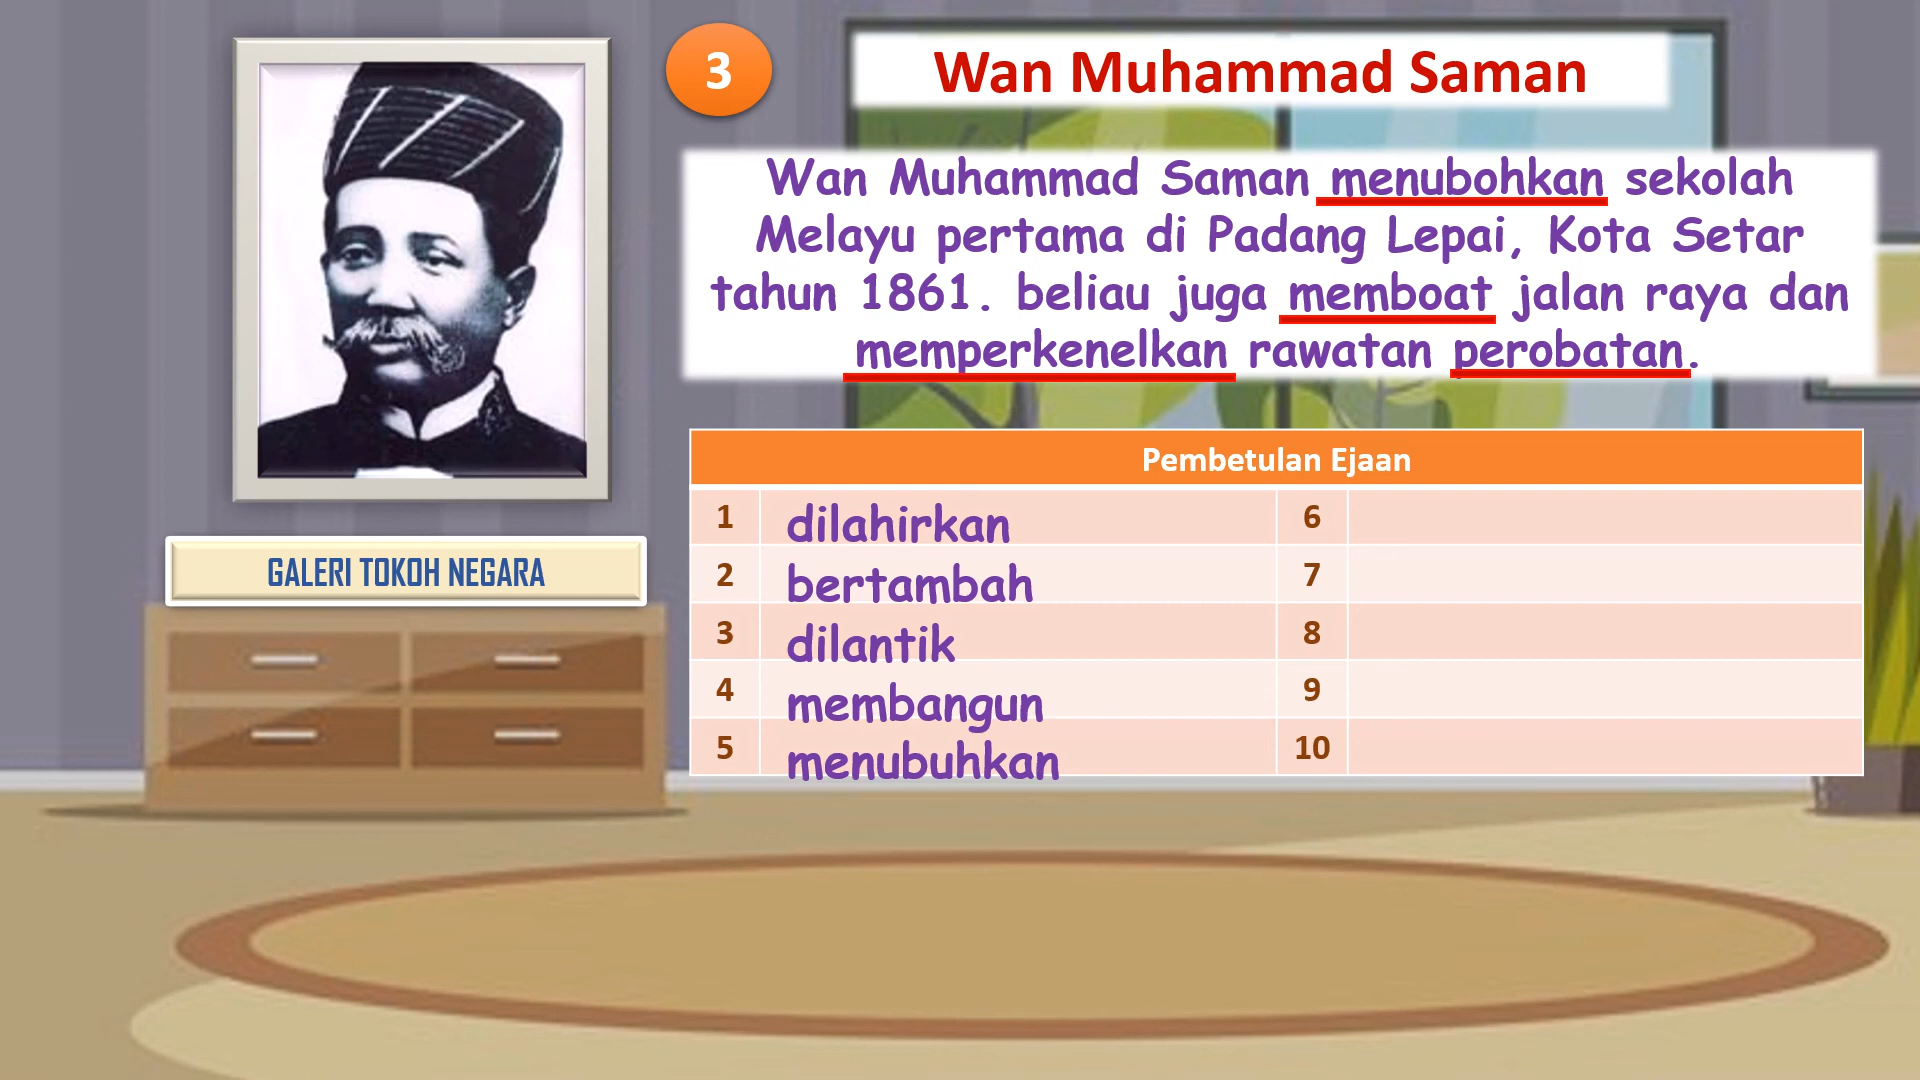 3
Wan Muhammad Saman
Wan Muhammad Saman menubohkan sekolah
Melayu pertama di Padang Lepai, Kota Setar
tahun 1861. beliau juga memboat jalan raya dan
memperkenelkan rawatan perobatan.
GALERI TOKOH NEGARA
Pembetulan Ejaan
1 dilahirkan 6
2 bertambah 7
3 dilantik 8
4 membangun 9
5 menubuhkan 10